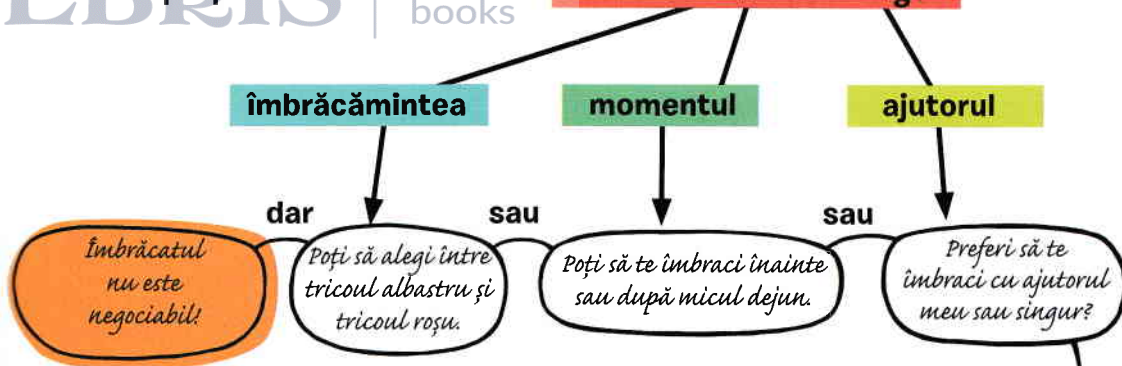 books
îmbrăcămintea
momentul
ajutorul
dar
sau
sau
Îmbrăcatul
nu este
negociabil!
Poți să alegi între
tricoul albastru și
tricoul roșu.
Poți să te îmbraci înainte
sau după micul dejun.
Preferi să te
îmbraci cu ajutorul
meu sau singur?